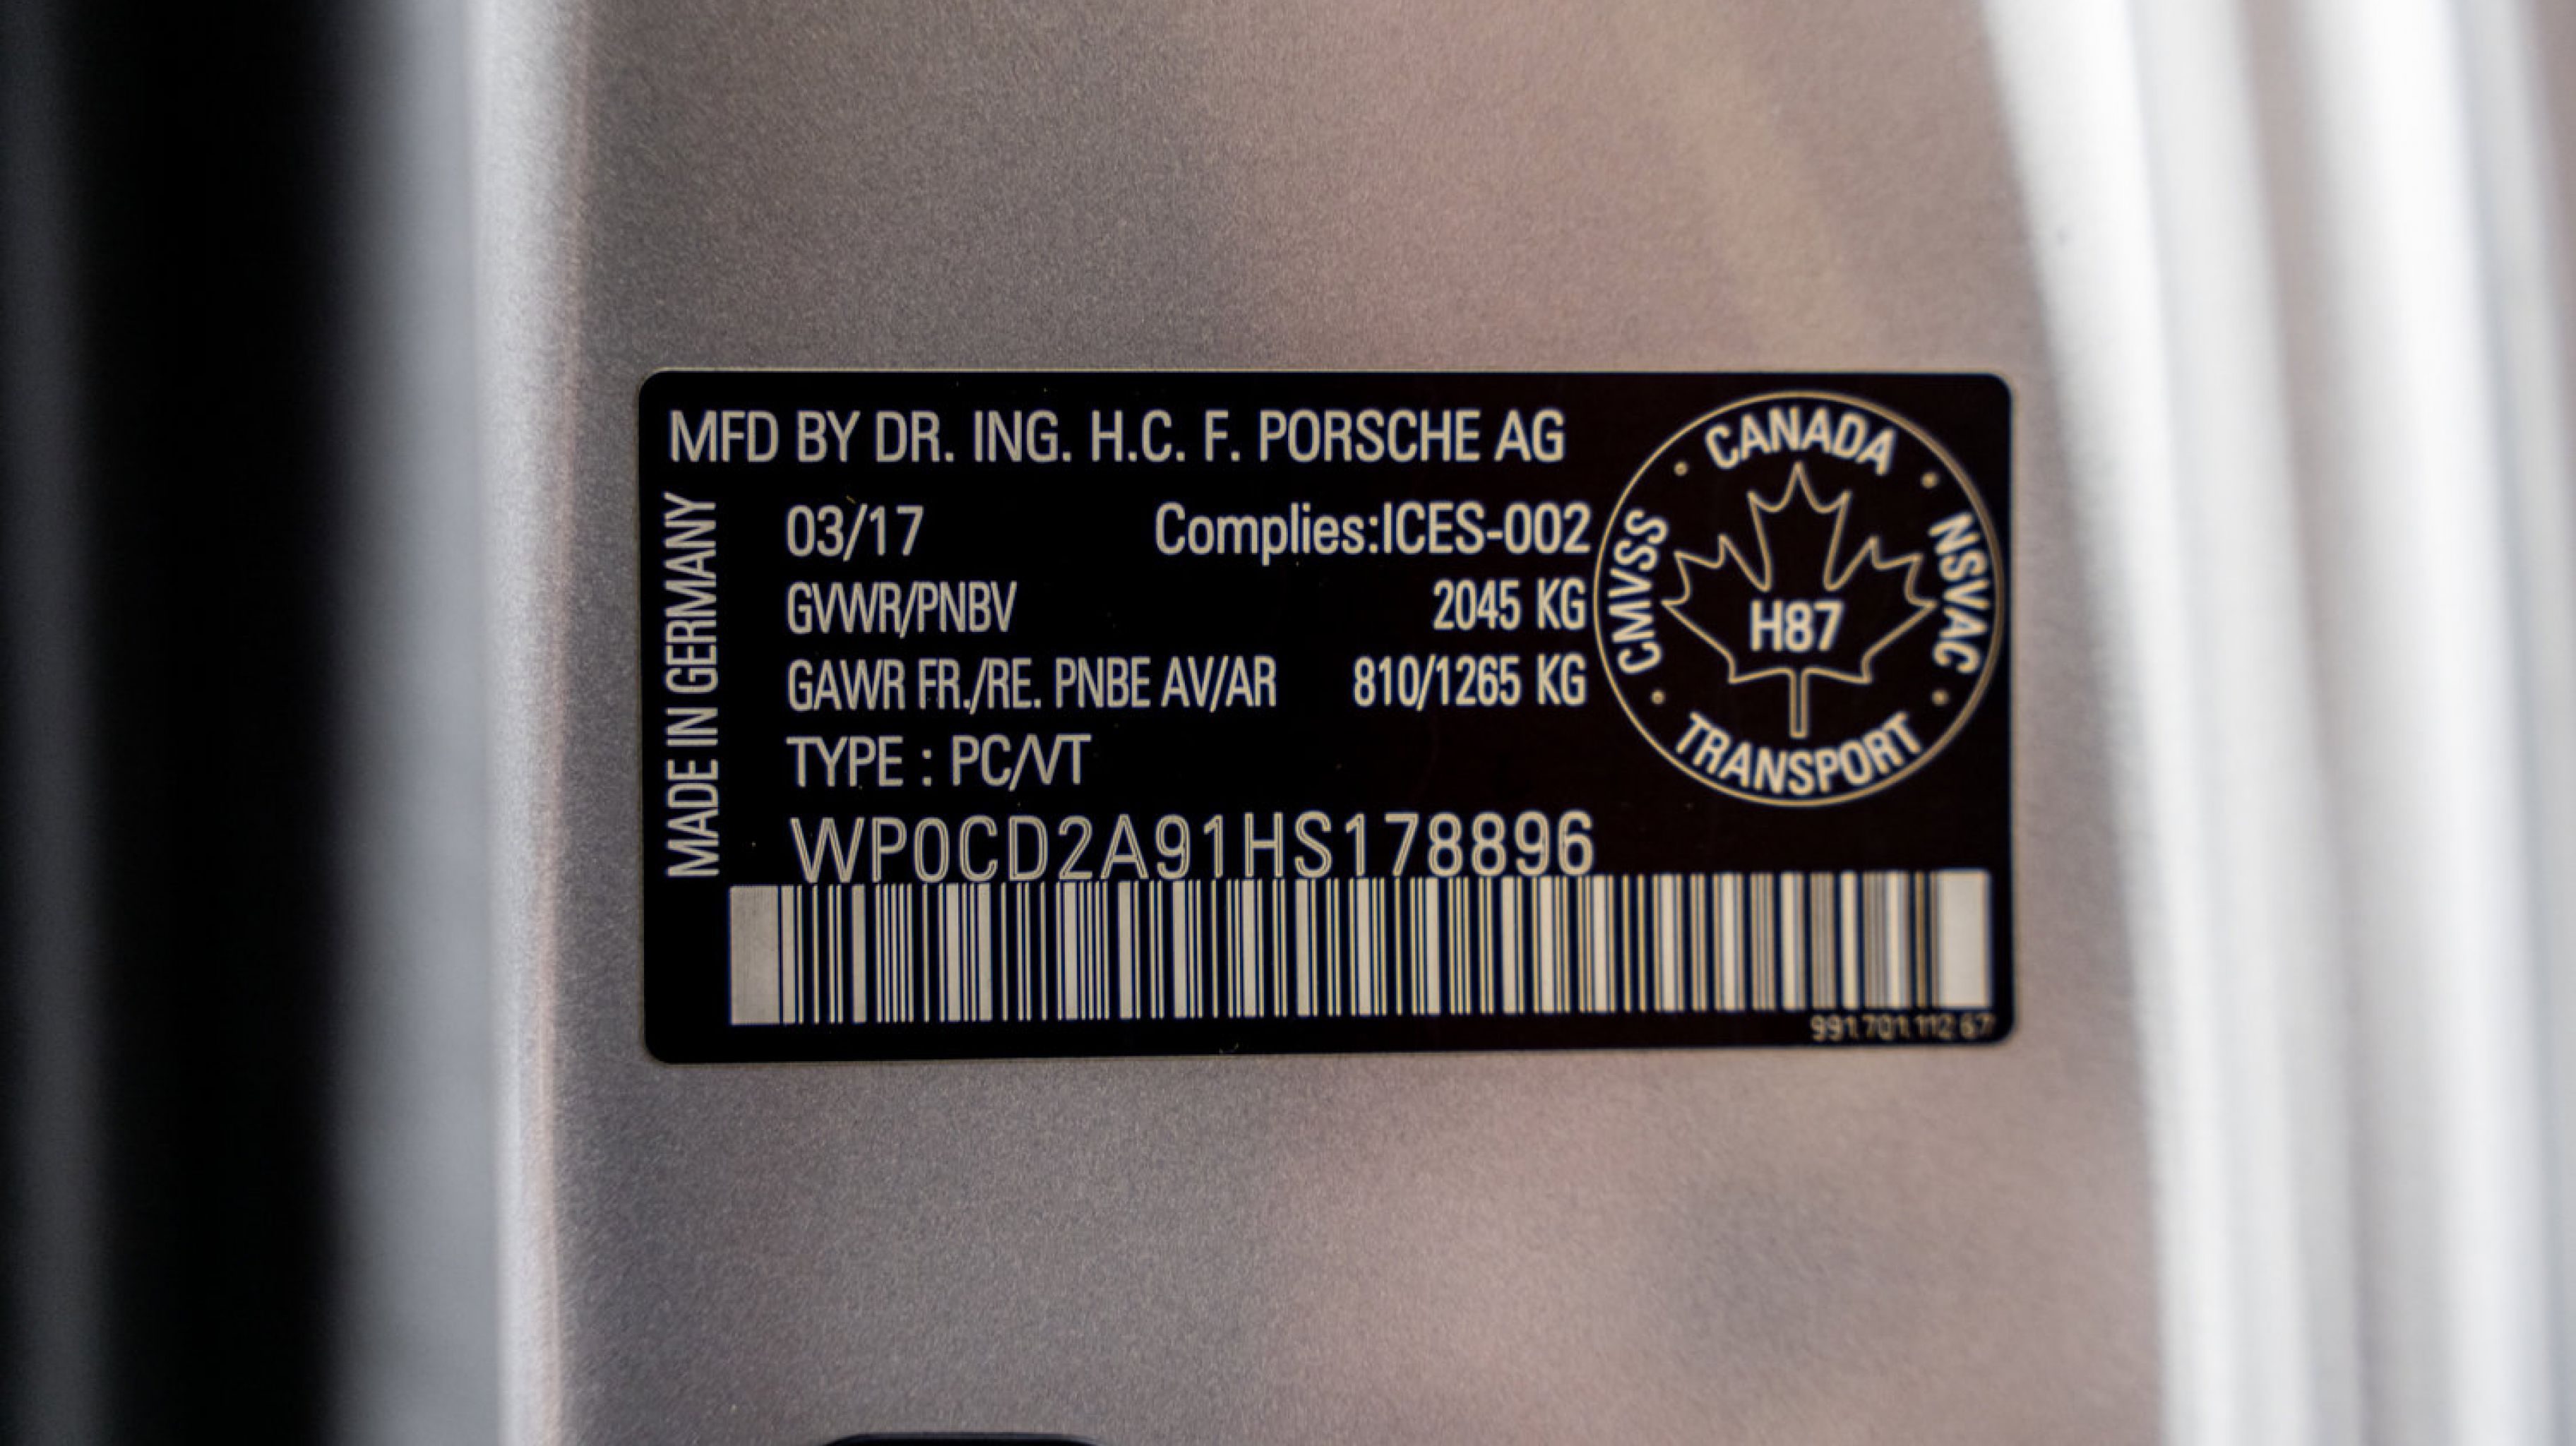 MFD BY DR. ING. H.C. F. PORSCHE AG
MADE IN GERMANY
03/17 Complies:ICES-002
GVWR/PNBV 2045 KG
GAWR FR./RE. PNBE AV/AR 810/1265 KG
TYPE : PC/VT
WP0CD2A91HS178896
CANADA
NSVAC
TRANSPORT
CMVSS
H87
991.701.112 67